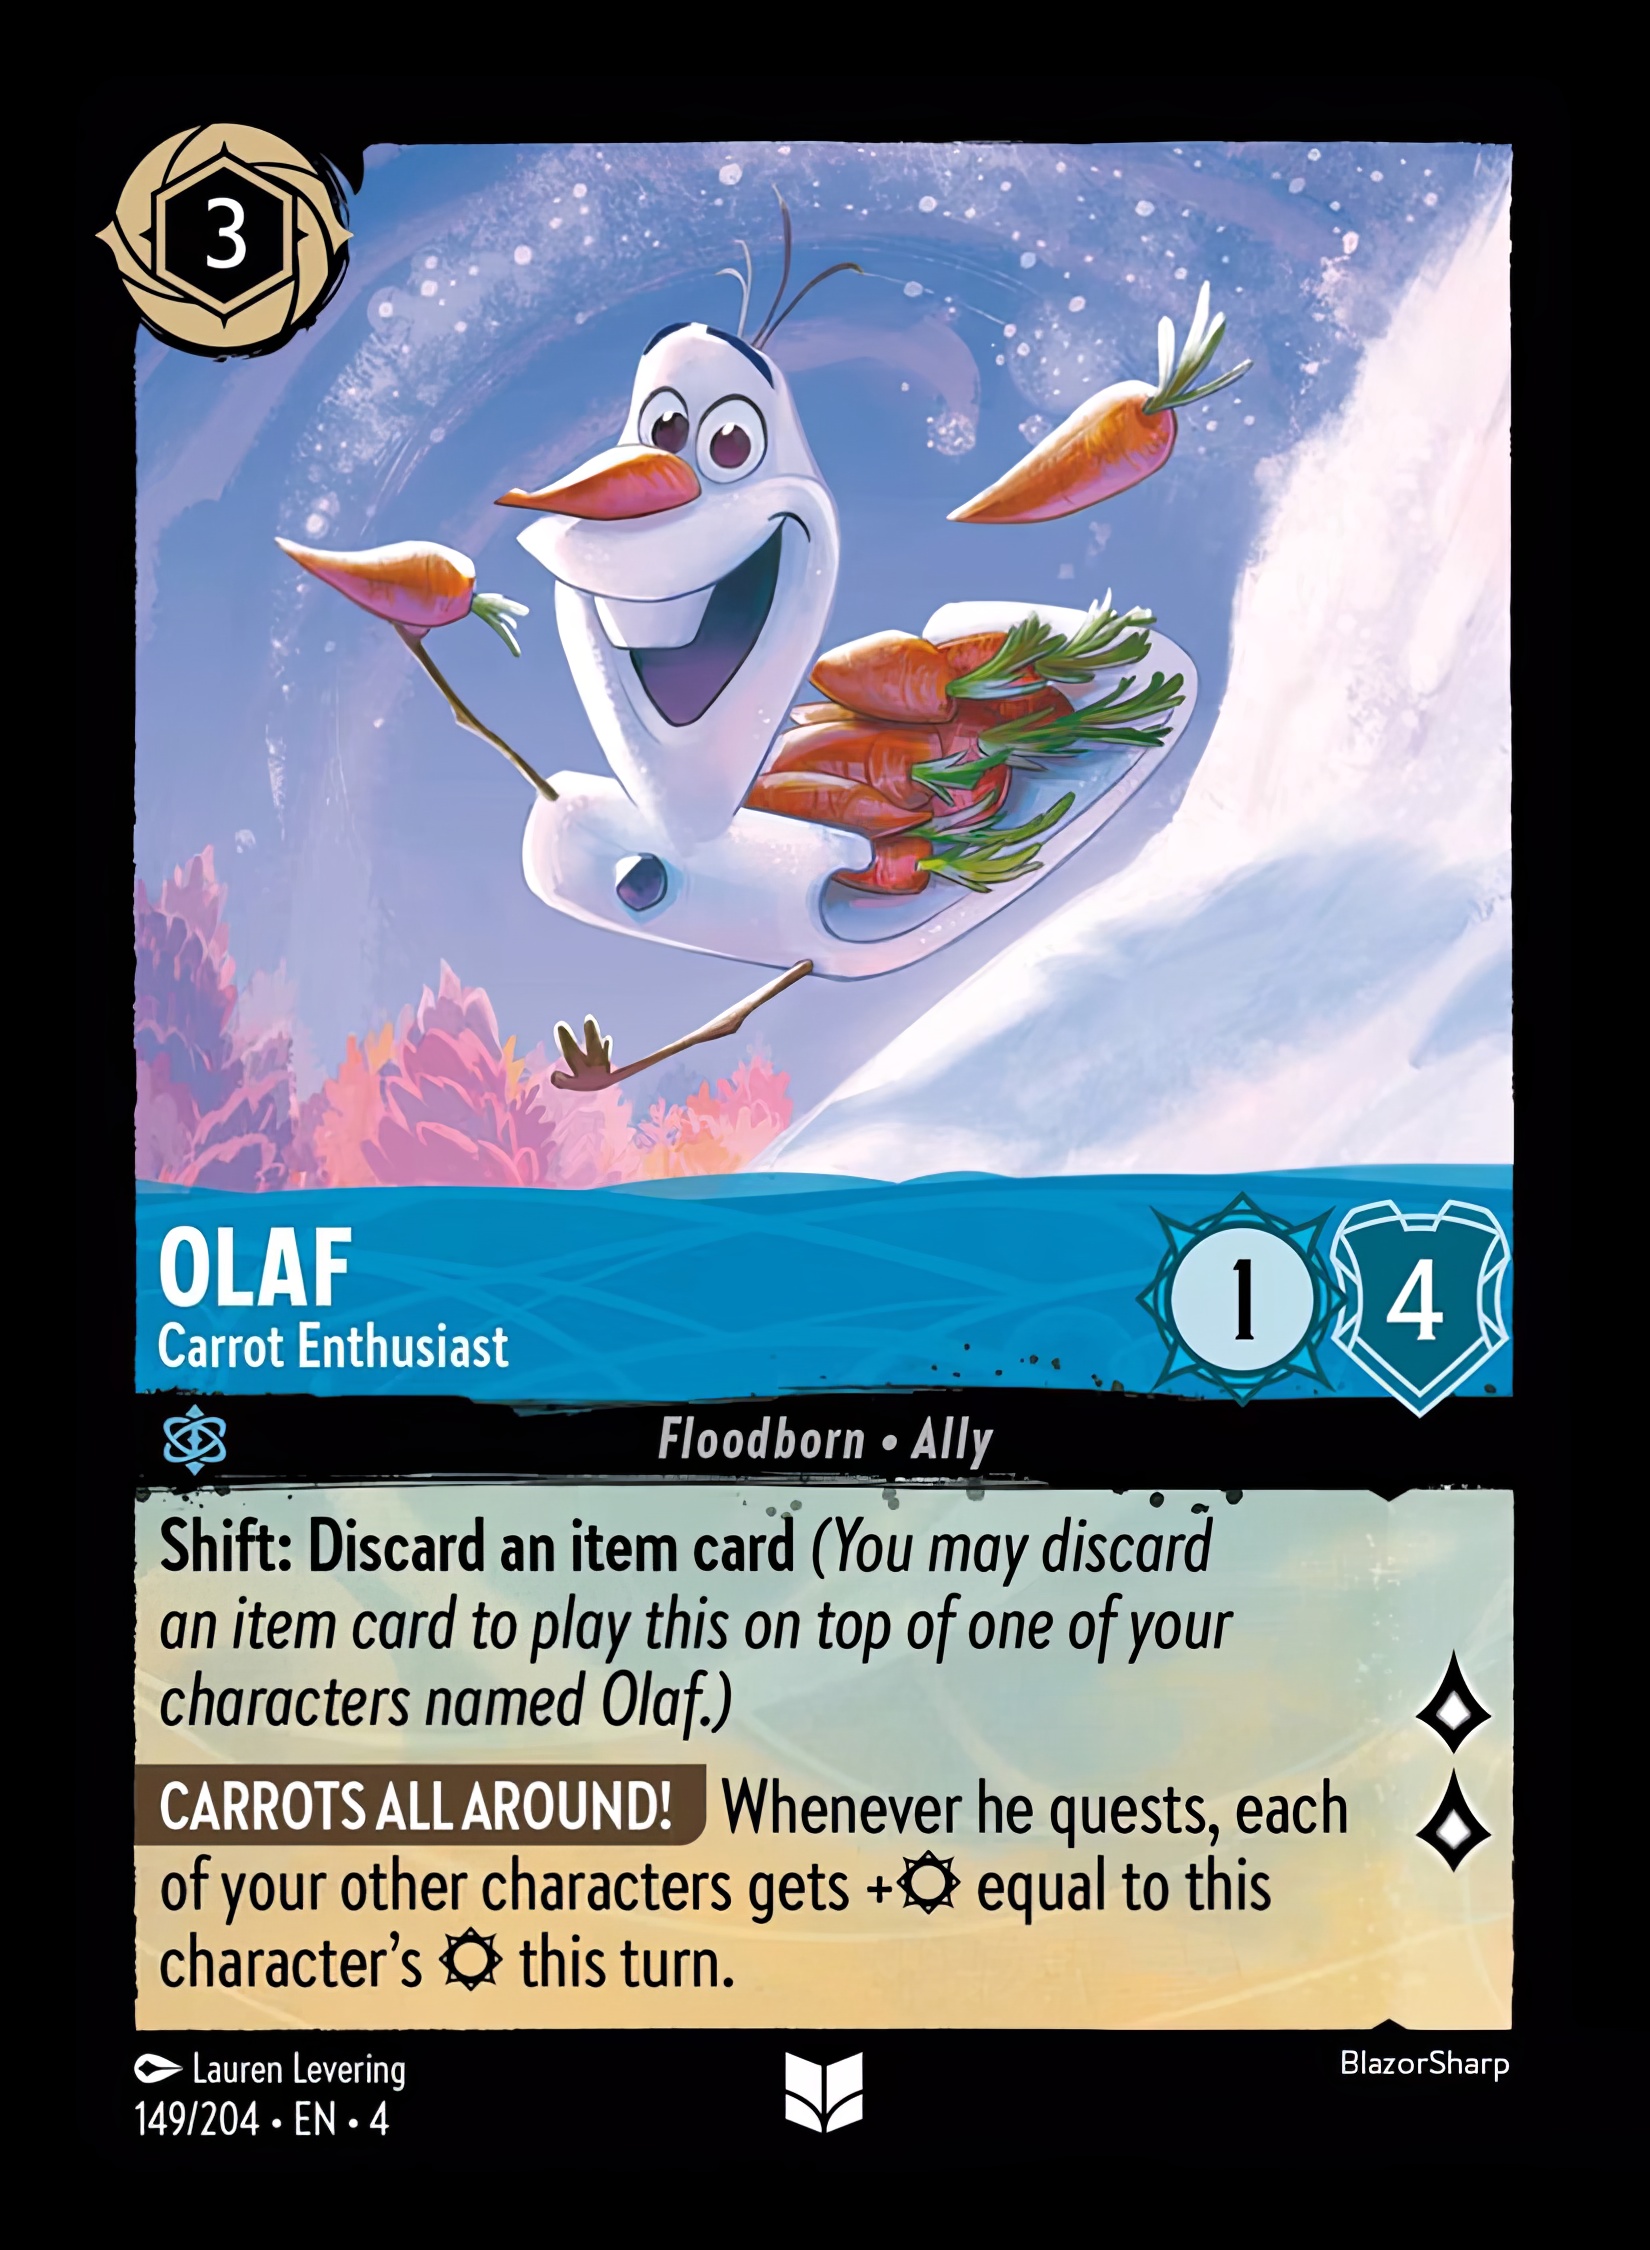 3
OLAF
Carrot Enthusiast
1
4
Floodborn • Ally
Shift: Discard an item card (You may discard
an item card to play this on top of one of your
characters named Olaf.)
CARROTS ALL AROUND! Whenever he quests, each
of your other characters gets + equal to this
character's this turn.
Lauren Levering
149/204 • EN • 4
BlazorSharp